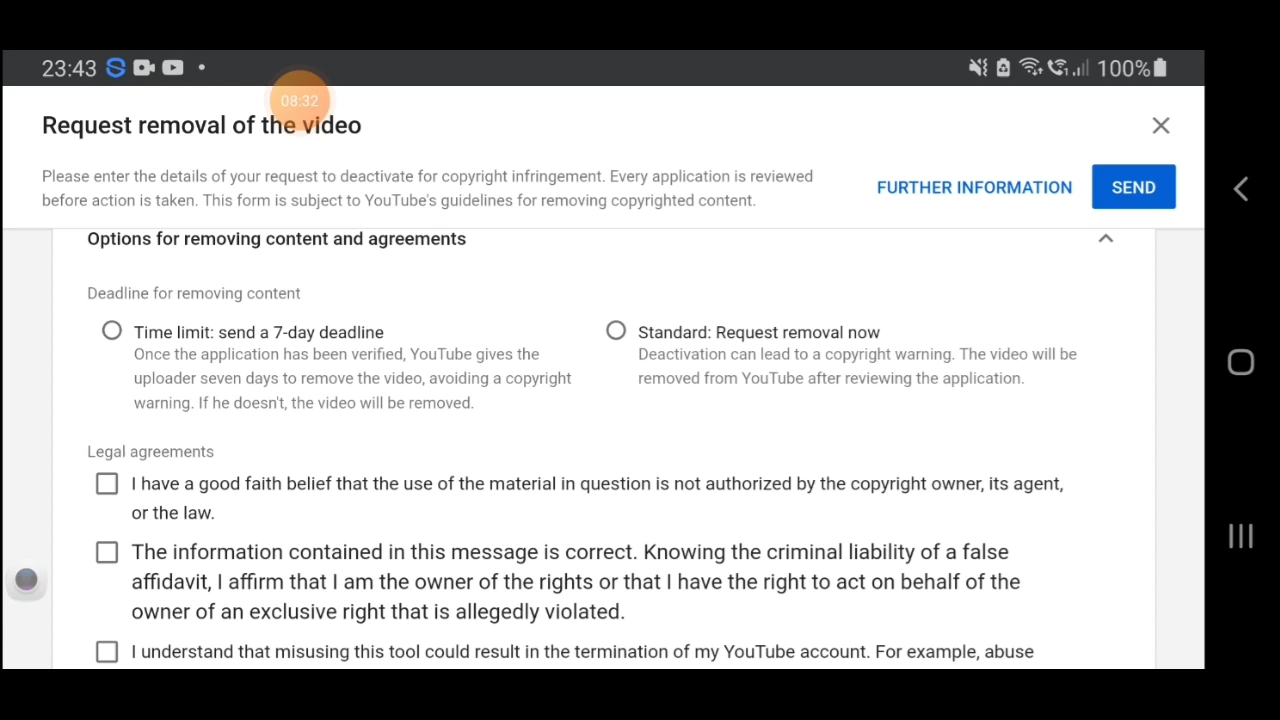 23:43
100%
08:32
Request removal of the video
Please enter the details of your request to deactivate for copyright infringement. Every application is reviewed
before action is taken. This form is subject to YouTube's guidelines for removing copyrighted content.
FURTHER INFORMATION
SEND
Options for removing content and agreements
Deadline for removing content
Time limit: send a 7-day deadline
Once the application has been verified, YouTube gives the
uploader seven days to remove the video, avoiding a copyright
warning. If he doesn't, the video will be removed.
Standard: Request removal now
Deactivation can lead to a copyright warning. The video will be
removed from YouTube after reviewing the application.
Legal agreements
I have a good faith belief that the use of the material in question is not authorized by the copyright owner, its agent,
or the law.
The information contained in this message is correct. Knowing the criminal liability of a false
affidavit, I affirm that I am the owner of the rights or that I have the right to act on behalf of the
owner of an exclusive right that is allegedly violated.
I understand that misusing this tool could result in the termination of my YouTube account. For example, abuse